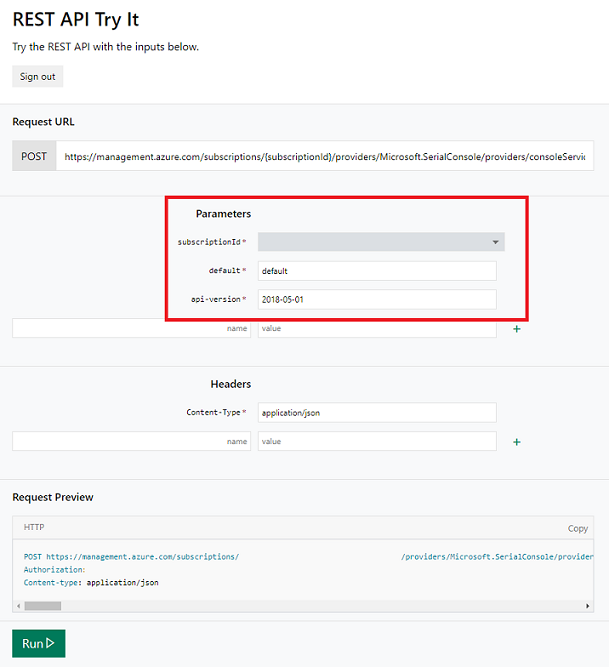 REST API Try It
Try the REST API with the inputs below.
Sign out
Request URL
POST https://management.azure.com/subscriptions/{subscriptionId}/providers/Microsoft.SerialConsole/providers/consoleServic
Parameters
subscriptionId*
default* default
api-version* 2018-05-01
name value +
Headers
Content-Type* application/json
name value +
Request Preview
HTTP Copy
POST https://management.azure.com/subscriptions/ /providers/Microsoft.SerialConsole/provider
Authorization:
Content-type: application/json
Run